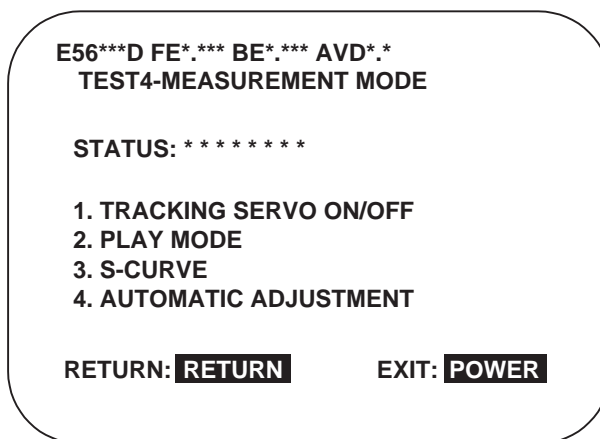 E56***D FE*.*** BE*.*** AVD*.*
TEST4-MEASUREMENT MODE
STATUS: * * * * * * * *
1. TRACKING SERVO ON/OFF
2. PLAY MODE
3. S-CURVE
4. AUTOMATIC ADJUSTMENT
RETURN: RETURN EXIT: POWER